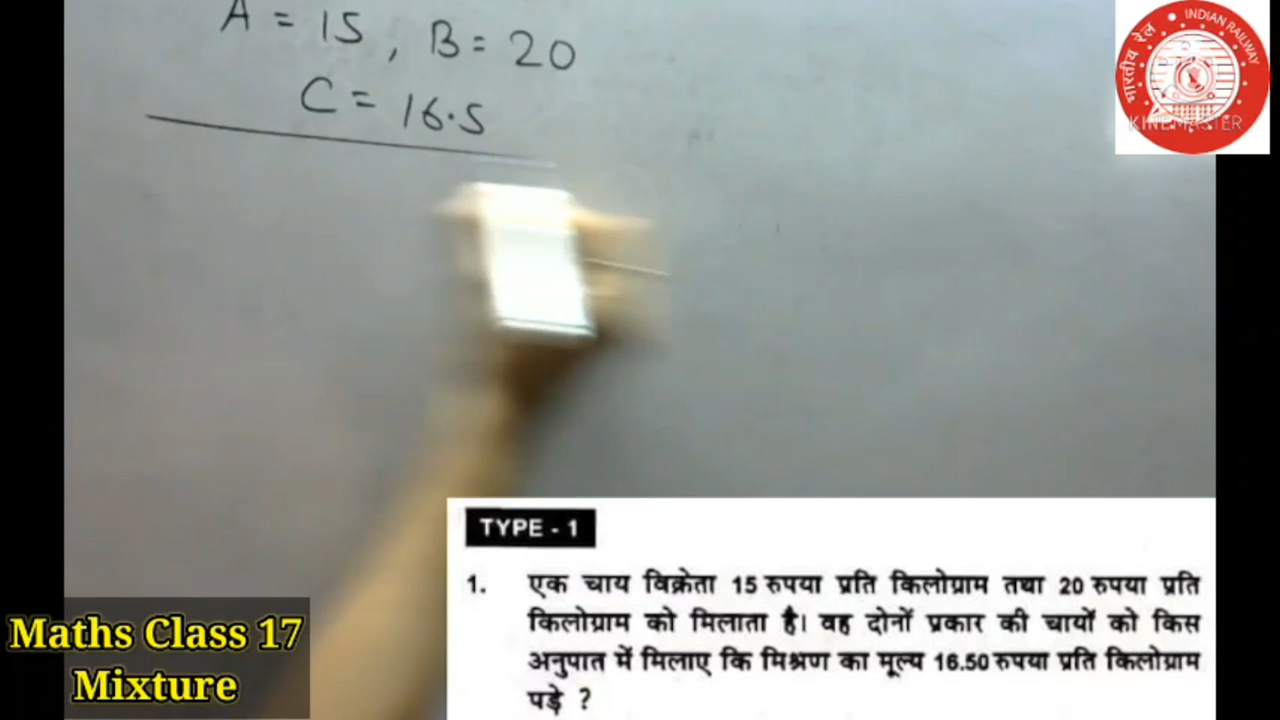 A = 15, B = 20
C = 16.5
भारतीय रेल
INDIAN RAILWAY
KINEMASTER
TYPE - 1
1. एक चाय विक्रेता 15 रुपया प्रति किलोग्राम तथा 20 रुपया प्रति
किलोग्राम को मिलाता है। वह दोनों प्रकार की चायों को किस
अनुपात में मिलाए कि मिश्रण का मूल्य 16.50 रुपया प्रति किलोग्राम
पड़े ?
Maths Class 17
Mixture